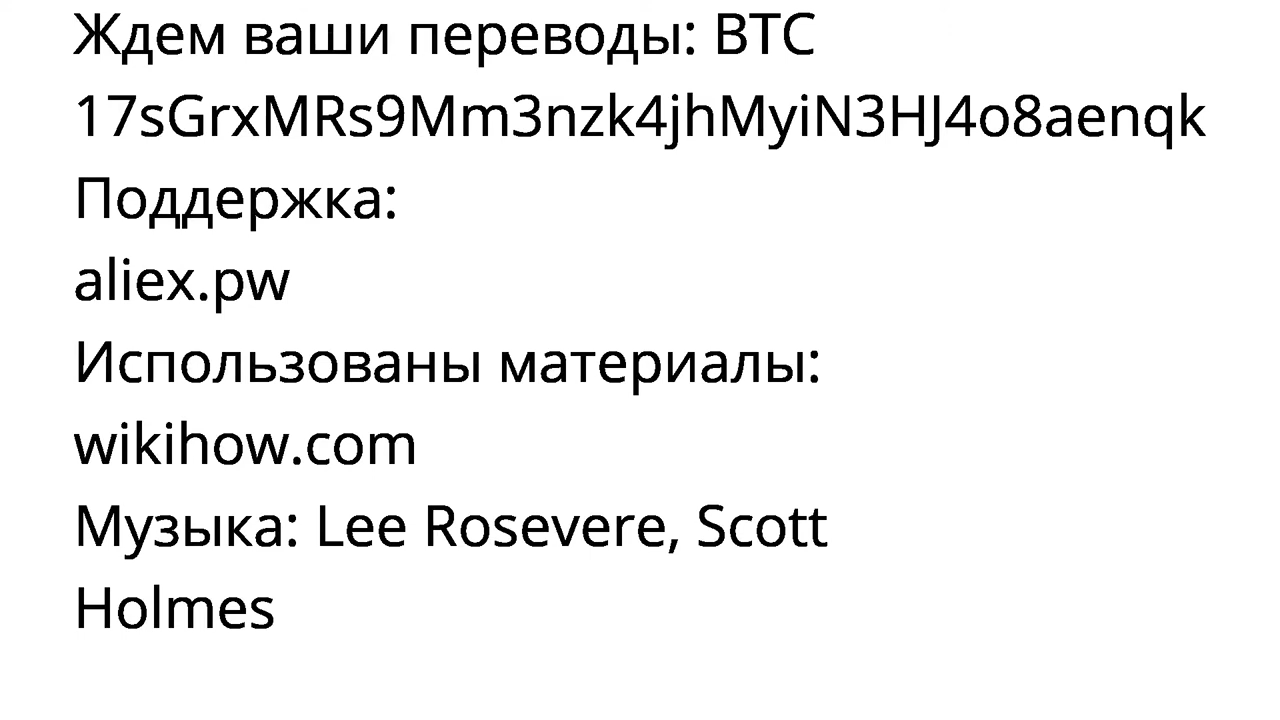 Ждем ваши переводы: BTC
17sGrxMRs9Mm3nzk4jhMyiN3HJ4o8aenqk
Поддержка:
aliex.pw
Использованы материалы:
wikihow.com
Музыка: Lee Rosevere, Scott
Holmes